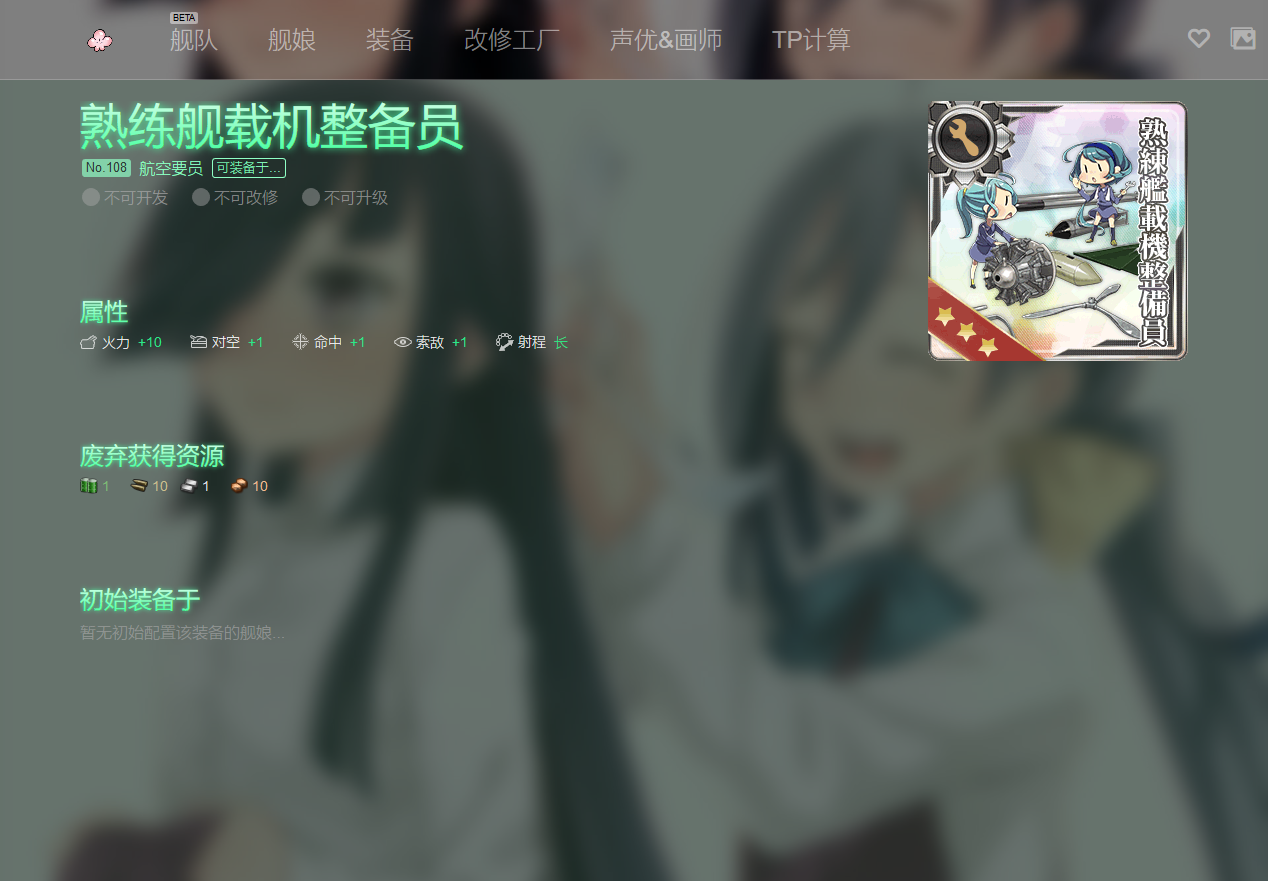 BETA
舰队 舰娘 装备 改修工厂 声优&画师 TP计算
熟练舰载机整备员
No.108 航空要员 可装备于...
不可开发 不可改修 不可升级
熟練艦載機整備員
属性
火力 +10 对空 +1 命中 +1 索敌 +1 射程 长
废弃获得资源
1 10 1 10
初始装备于
暂无初始配置该装备的舰娘...